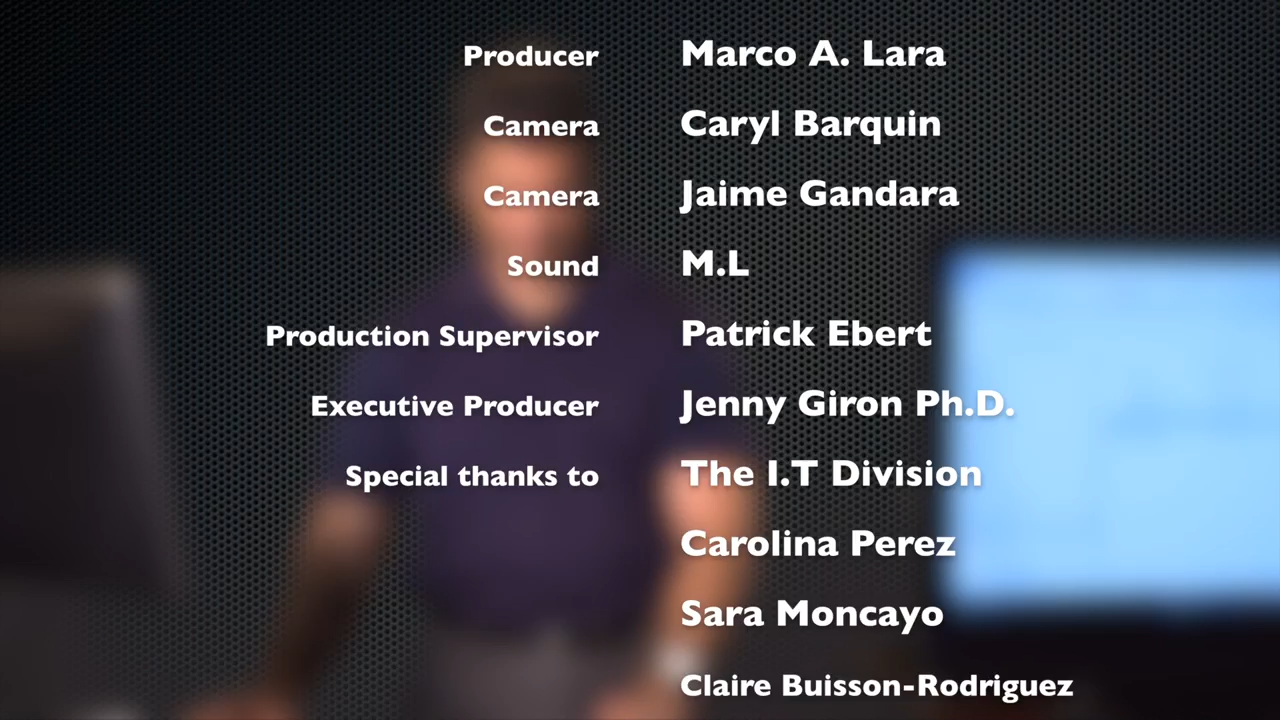 Producer Marco A. Lara
Camera Caryl Barquin
Camera Jaime Gandara
Sound M.L
Production Supervisor Patrick Ebert
Executive Producer Jenny Giron Ph.D.
Special thanks to The I.T Division
Carolina Perez
Sara Moncayo
Claire Buisson-Rodriguez